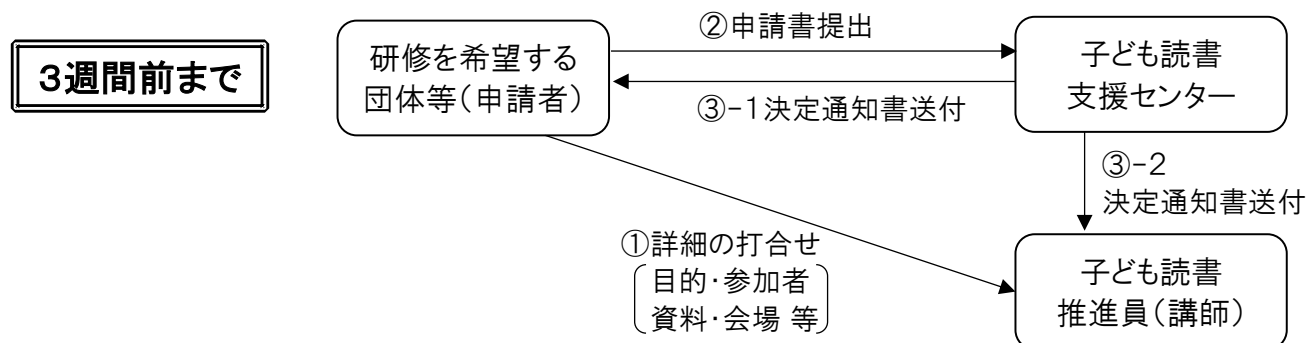 3週間前まで
研修を希望する
団体等（申請者）
②申請書提出
③-1決定通知書送付
子ども読書
支援センター
③-2
決定通知書送付
①詳細の打合せ
目的・参加者
資料・会場 等
子ども読書
推進員（講師）